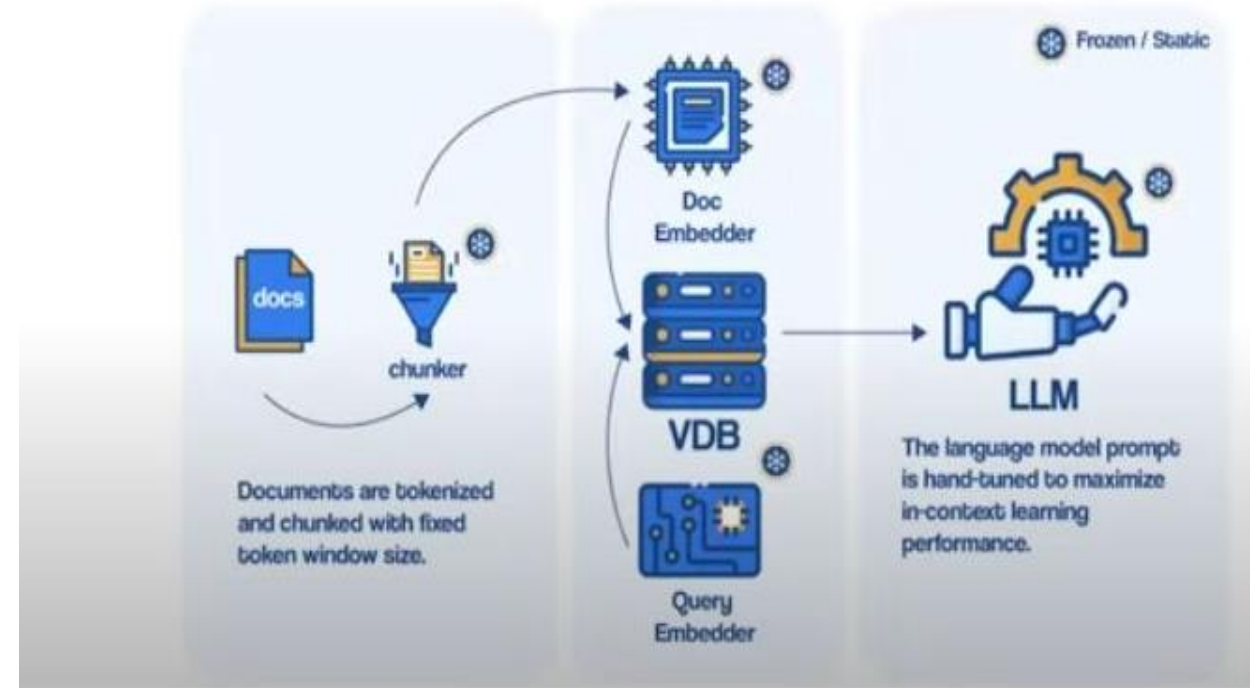 Frozen / Static
docs
chunker
Documents are tokenized
and chunked with fixed
token window size.
Doc
Embedder
VDB
Query
Embedder
LLM
The language model prompt
is hand-tuned to maximize
in-context learning
performance.